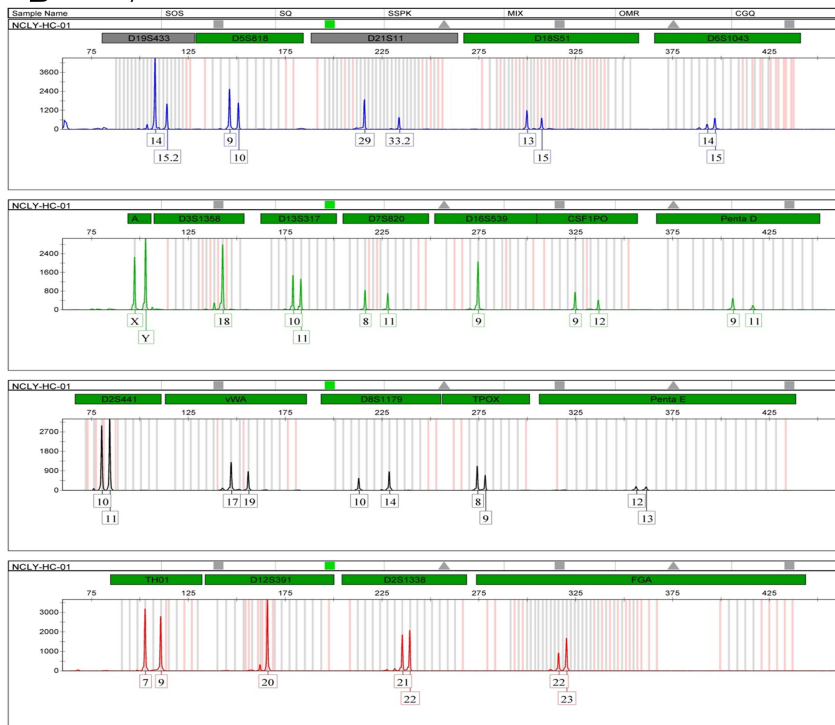 Sample Name SOS SQ SSPK MIX OMR CGQ
NCLY-HC-01
D19S433 D5S818 D21S11 D18S51 D6S1043
75 125 175 225 275 325 375 425
3600
2400
1200
0
14 9 29 33.2 13 14
15.2 10 15 15
NCLY-HC-01
A... D3S1358 D13S317 D7S820 D16S539 CSF1PO Penta D
75 125 175 225 275 325 375 425
2400
1600
800
0
X 18 10 8 11 9 9 12 9 11
Y 11
NCLY-HC-01
D2S441 vWA D8S1179 TPOX Penta E
75 125 175 225 275 325 375 425
2700
1800
900
0
10 17 19 10 14 8 12
11 9 13
NCLY-HC-01
TH01 D12S391 D2S1338 FGA
75 125 175 225 275 325 375 425
3000
2000
1000
0
7 9 20 21 22
22 23